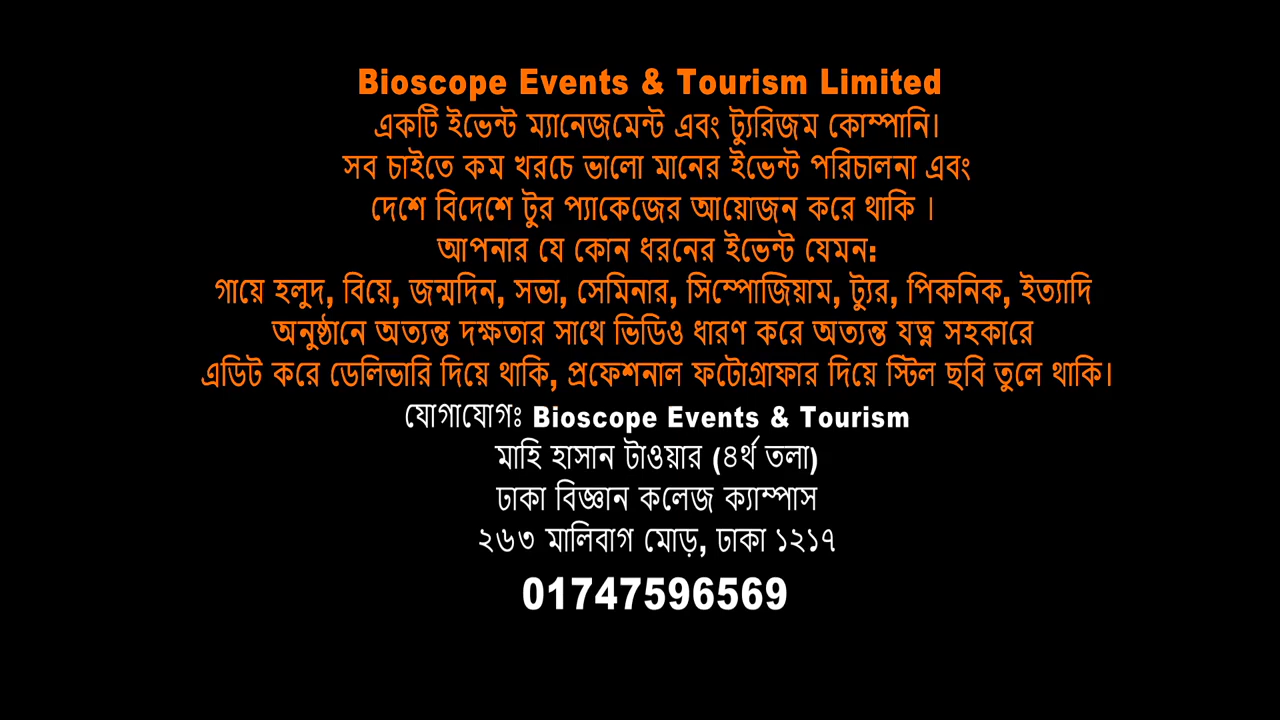 Bioscope Events & Tourism Limited
একটি ইভেন্ট ম্যানেজমেন্ট এবং ট্যুরিজম কোম্পানি।
সব চাইতে কম খরচে ভালো মানের ইভেন্ট পরিচালনা এবং
দেশে বিদেশে টুর প্যাকেজের আয়োজন করে থাকি ।
আপনার যে কোন ধরনের ইভেন্ট যেমন:
গায়ে হলুদ, বিয়ে, জন্মদিন, সভা, সেমিনার, সিম্পোজিয়াম, ট্যুর, পিকনিক, ইত্যাদি
অনুষ্ঠানে অত্যন্ত দক্ষতার সাথে ভিডিও ধারণ করে অত্যন্ত যত্ন সহকারে
এডিট করে ডেলিভারি দিয়ে থাকি, প্রফেশনাল ফটোগ্রাফার দিয়ে স্টিল ছবি তুলে থাকি।
যোগাযোগঃ Bioscope Events & Tourism
মাহি হাসান টাওয়ার (৪র্থ তলা)
ঢাকা বিজ্ঞান কলেজ ক্যাম্পাস
২৬৩ মালিবাগ মোড়, ঢাকা ১২১৭
01747596569